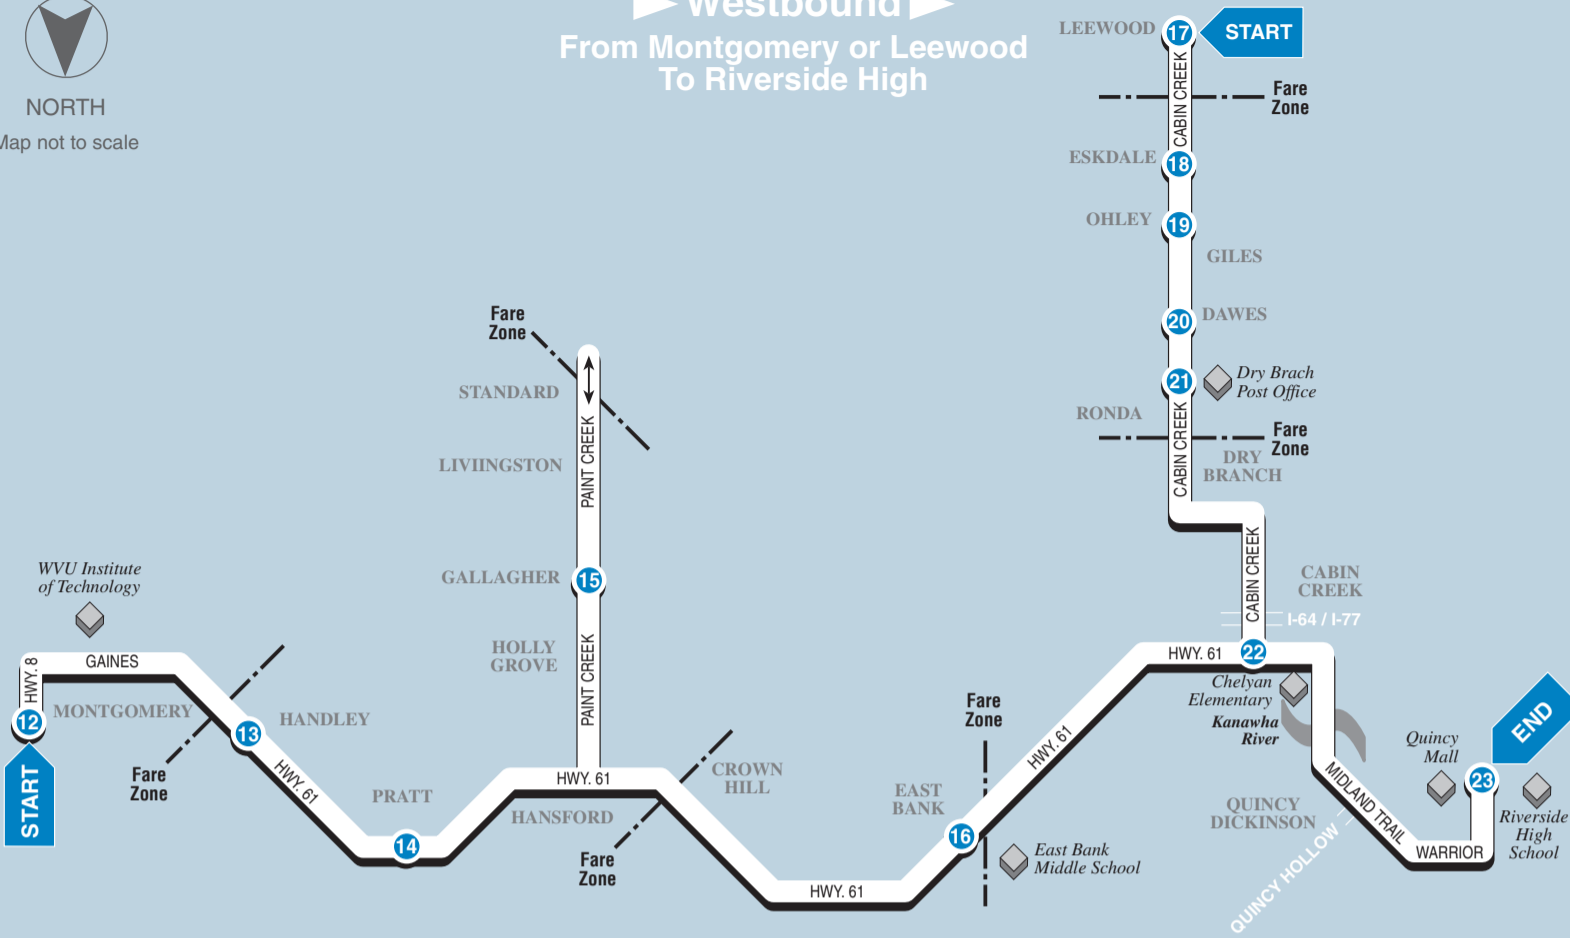 Westbound
From Montgomery or Leewood
To Riverside High
NORTH
Map not to scale
LEEWOOD
17
START
CABIN CREEK
Fare
Zone
ESKDALE
18
OHLEY
19
GILES
20
DAWES
21
Dry Brach
Post Office
RONDA
CABIN CREEK
Fare
Zone
DRY
BRANCH
CABIN CREEK
CABIN
CREEK
I-64 / I-77
Fare
Zone
STANDARD
PAINT CREEK
LIVIINGSTON
GALLAGHER
15
HOLLY
GROVE
PAINT CREEK
WVU Institute
of Technology
HWY. 8
GAINES
12
MONTGOMERY
START
Fare
Zone
13
HANDLEY
HWY. 61
PRATT
14
HWY. 61
HANSFORD
Fare
Zone
CROWN
HILL
HWY. 61
EAST
BANK
16
Fare
Zone
East Bank
Middle School
HWY. 61
HWY. 61
22
Chelyan
Elementary
Kanawha
River
MIDLAND TRAIL
QUINCY
DICKINSON
QUINCY HOLLOW
WARRIOR
Quincy
Mall
23
END
Riverside
High
School